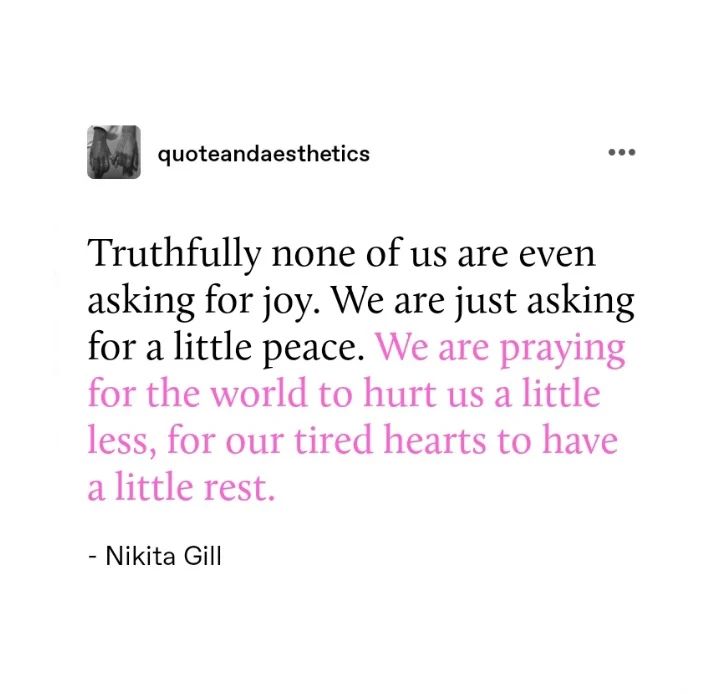 quoteandaesthetics
Truthfully none of us are even
asking for joy. We are just asking
for a little peace. We are praying
for the world to hurt us a little
less, for our tired hearts to have
a little rest.
- Nikita Gill